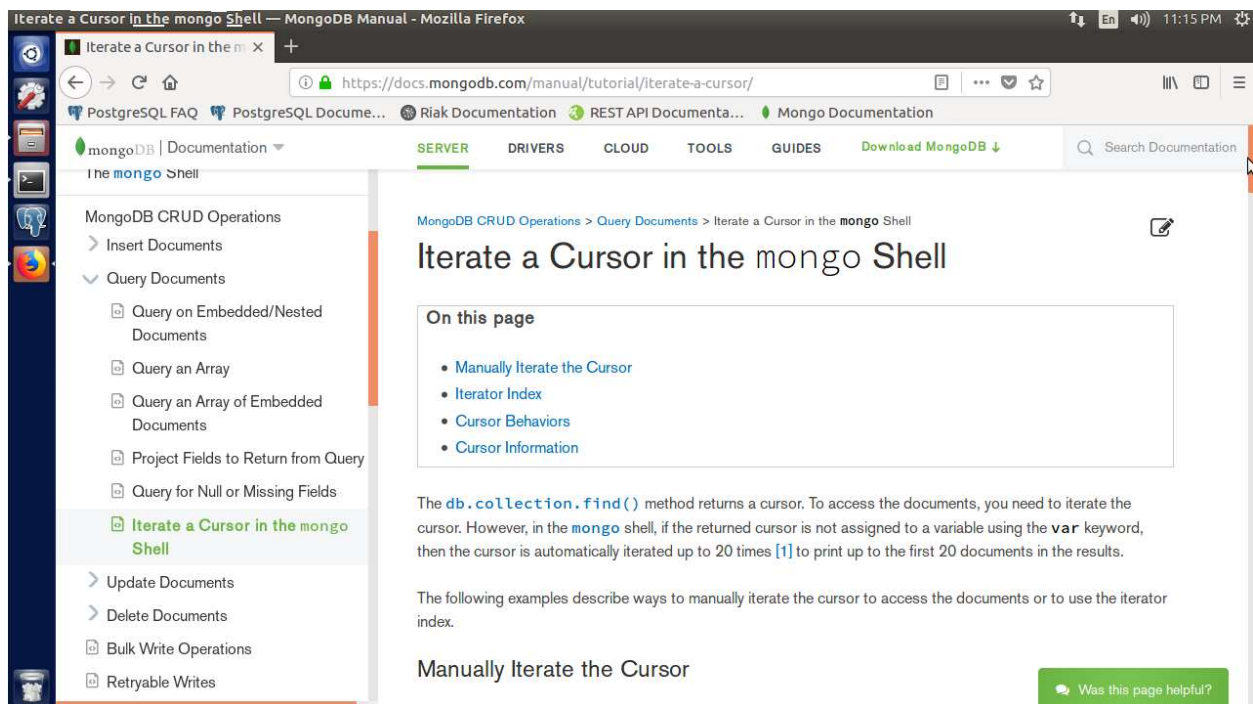 Iterate a Cursor in the mongo Shell — MongoDB Manual - Mozilla Firefox
En 11:15 PM
Iterate a Cursor in the m
https://docs.mongodb.com/manual/tutorial/iterate-a-cursor/
PostgreSQL FAQ PostgreSQL Docume... Riak Documentation REST API Documenta... Mongo Documentation
mongoDB | Documentation
SERVER DRIVERS CLOUD TOOLS GUIDES Download MongoDB ↓
Search Documentation
The mongo Shell
MongoDB CRUD Operations
Insert Documents
Query Documents
Query on Embedded/Nested
Documents
Query an Array
Query an Array of Embedded
Documents
Project Fields to Return from Query
Query for Null or Missing Fields
Iterate a Cursor in the mongo
Shell
Update Documents
Delete Documents
Bulk Write Operations
Retryable Writes
MongoDB CRUD Operations > Query Documents > Iterate a Cursor in the mongo Shell
Iterate a Cursor in the mongo Shell
On this page
• Manually Iterate the Cursor
• Iterator Index
• Cursor Behaviors
• Cursor Information
The db.collection.find() method returns a cursor. To access the documents, you need to iterate the
cursor. However, in the mongo shell, if the returned cursor is not assigned to a variable using the var keyword,
then the cursor is automatically iterated up to 20 times [1] to print up to the first 20 documents in the results.
The following examples describe ways to manually iterate the cursor to access the documents or to use the iterator
index.
Manually Iterate the Cursor
Was this page helpful?